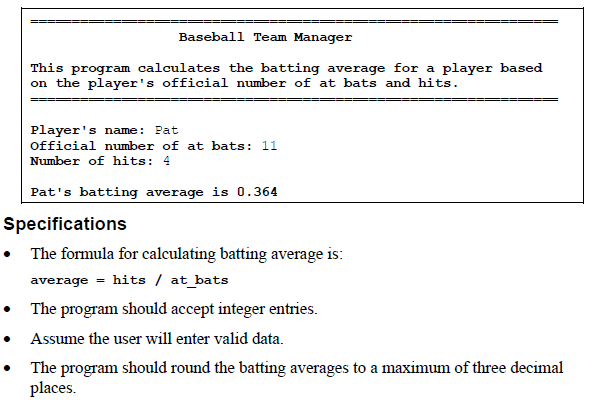 ================================================================
Baseball Team Manager
This program calculates the batting average for a player based
on the player's official number of at bats and hits.
================================================================
Player's name: Pat
Official number of at bats: 11
Number of hits: 4
Pat's batting average is 0.364
Specifications
• The formula for calculating batting average is:
average = hits / at_bats
• The program should accept integer entries.
• Assume the user will enter valid data.
• The program should round the batting averages to a maximum of three decimal
places.